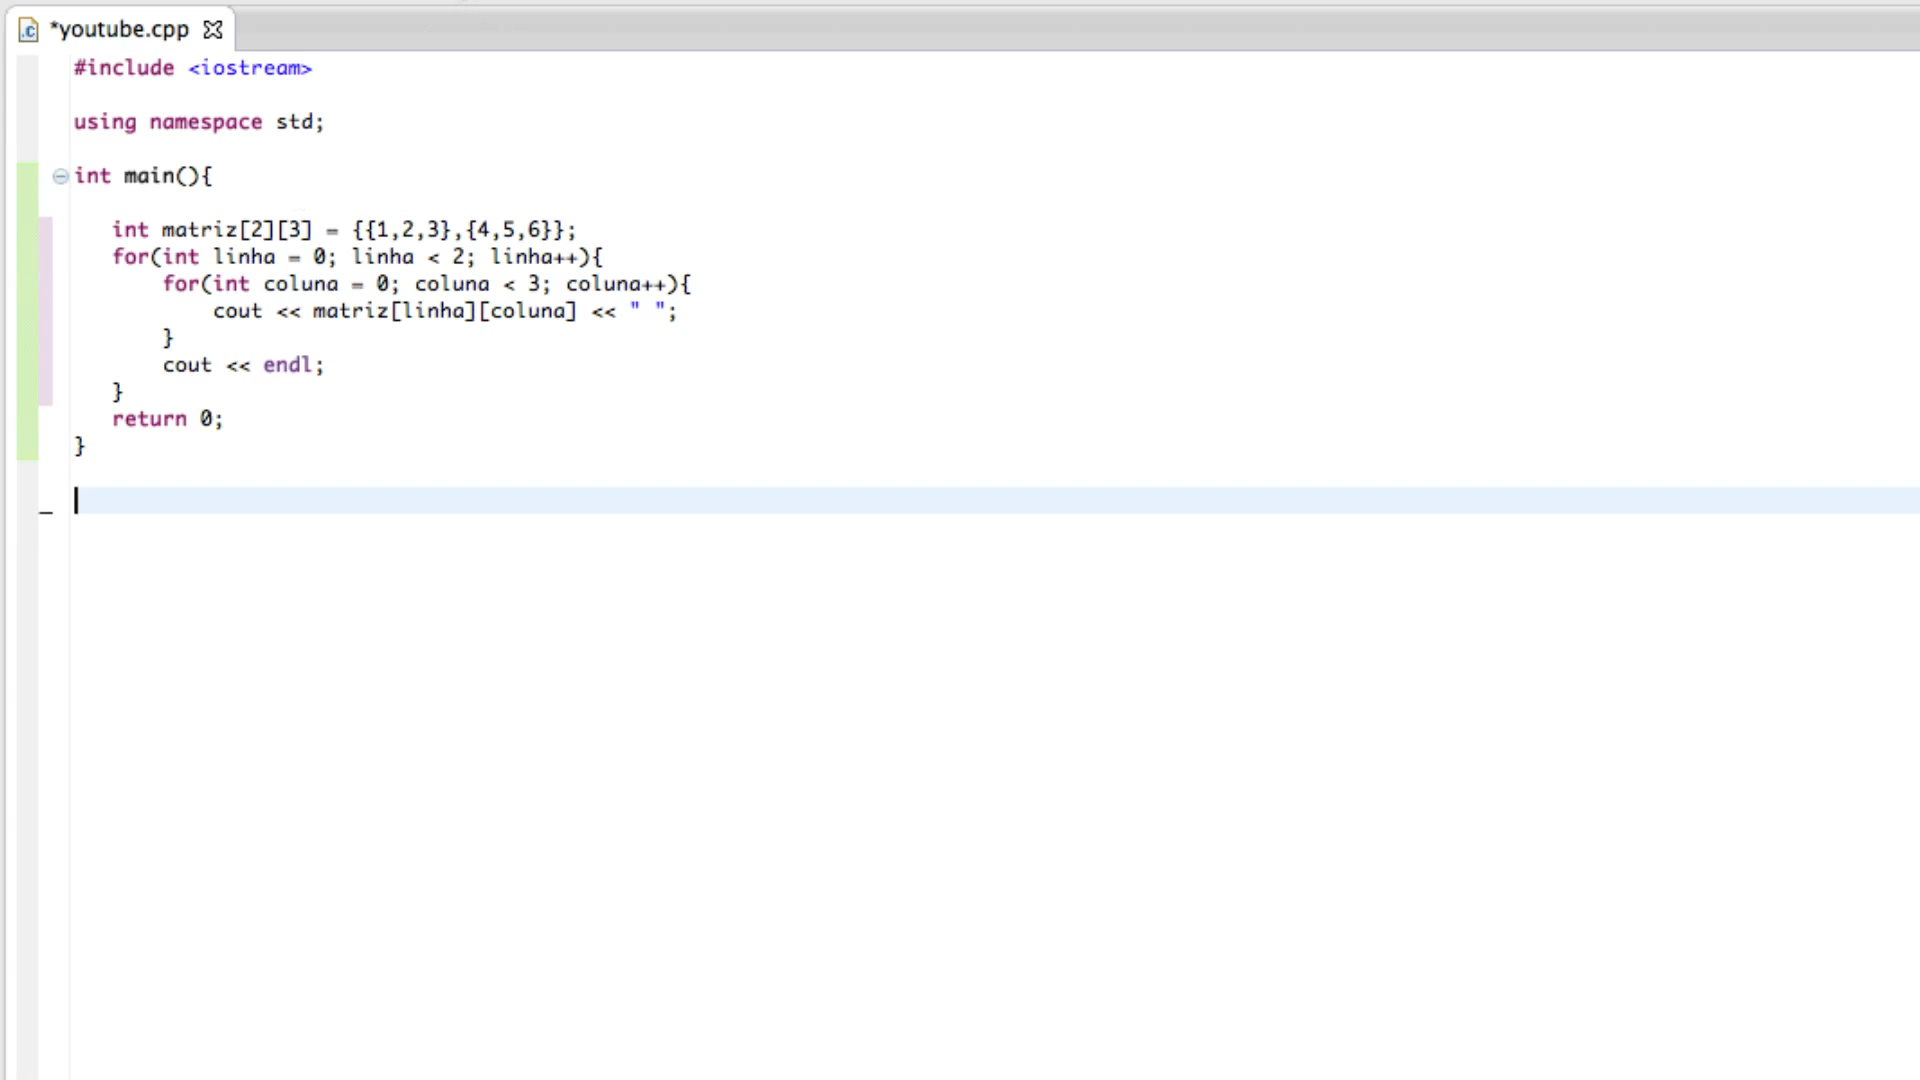 *youtube.cpp
#include <iostream>
using namespace std;
int main(){
int matriz[2][3] = {{1,2,3},{4,5,6}};
for(int linha = 0; linha < 2; linha++){
for(int coluna = 0; coluna < 3; coluna++){
cout << matriz[linha][coluna] << " ";
}
cout << endl;
}
return 0;
}